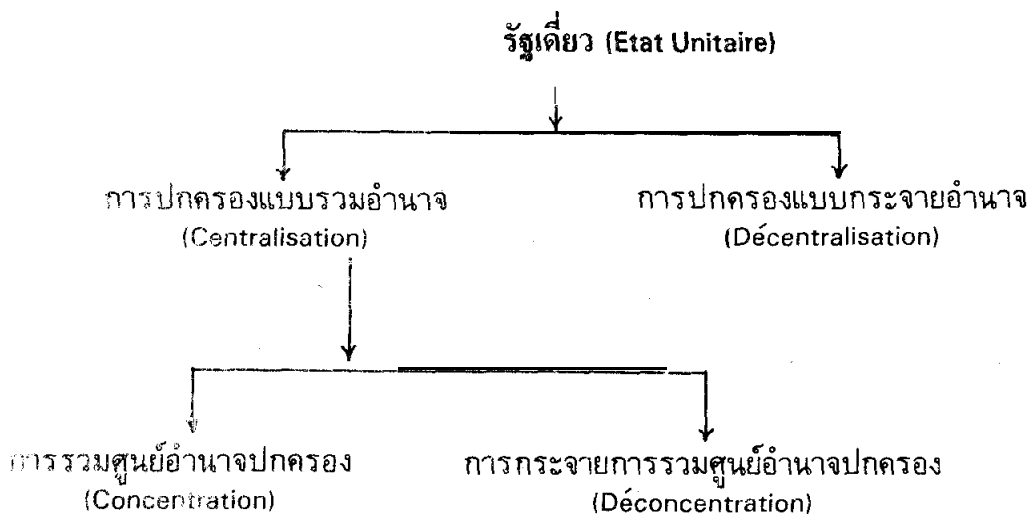 รัฐเดี่ยว (Etat Unitaire)
การปกครองแบบรวมอำนาจ
(Centralisation)
การปกครองแบบกระจายอำนาจ
(Décentralisation)
การรวมศูนย์อำนาจปกครอง
(Concentration)
การกระจายการรวมศูนย์อำนาจปกครอง
(Déconcentration)